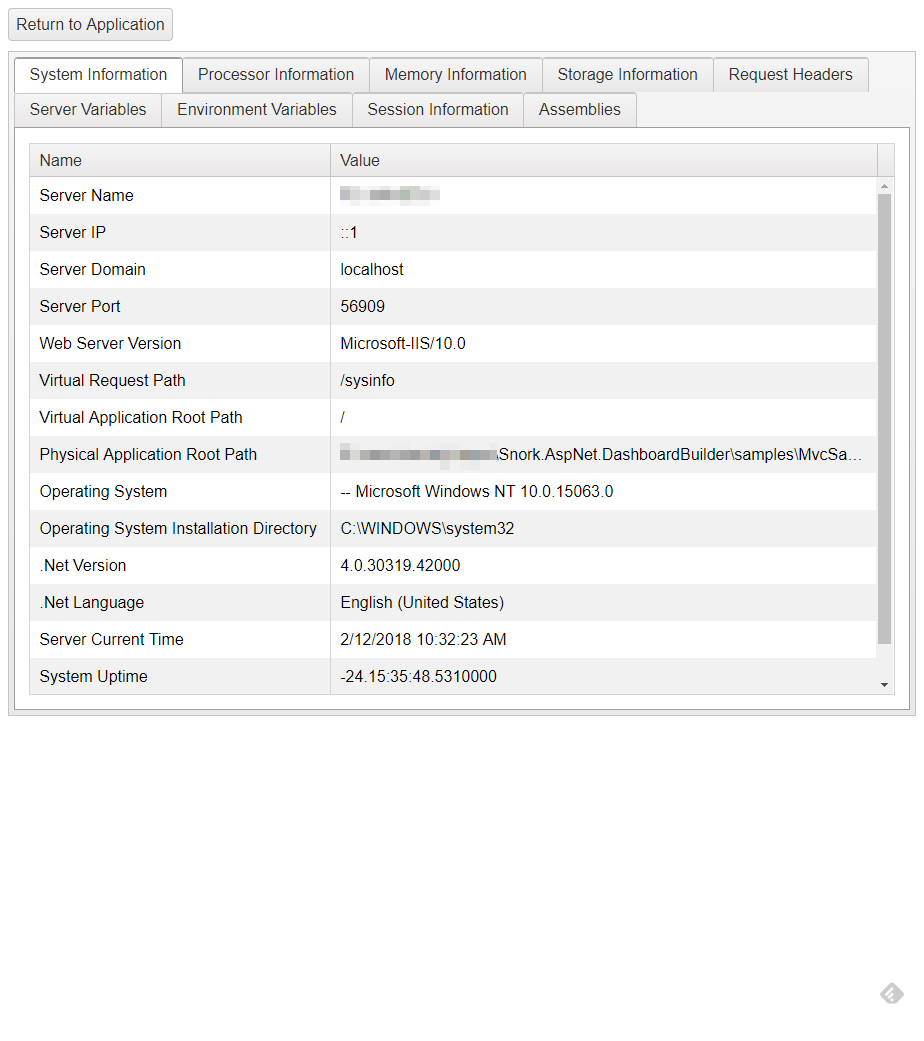 Return to Application
System Information Processor Information Memory Information Storage Information Request Headers
Server Variables Environment Variables Session Information Assemblies
Name Value
Server Name
Server IP ::1
Server Domain localhost
Server Port 56909
Web Server Version Microsoft-IIS/10.0
Virtual Request Path /sysinfo
Virtual Application Root Path /
Physical Application Root Path \Snork.AspNet.DashboardBuilder\samples\MvcSa...
Operating System -- Microsoft Windows NT 10.0.15063.0
Operating System Installation Directory C:\WINDOWS\system32
.Net Version 4.0.30319.42000
.Net Language English (United States)
Server Current Time 2/12/2018 10:32:23 AM
System Uptime -24.15:35:48.5310000